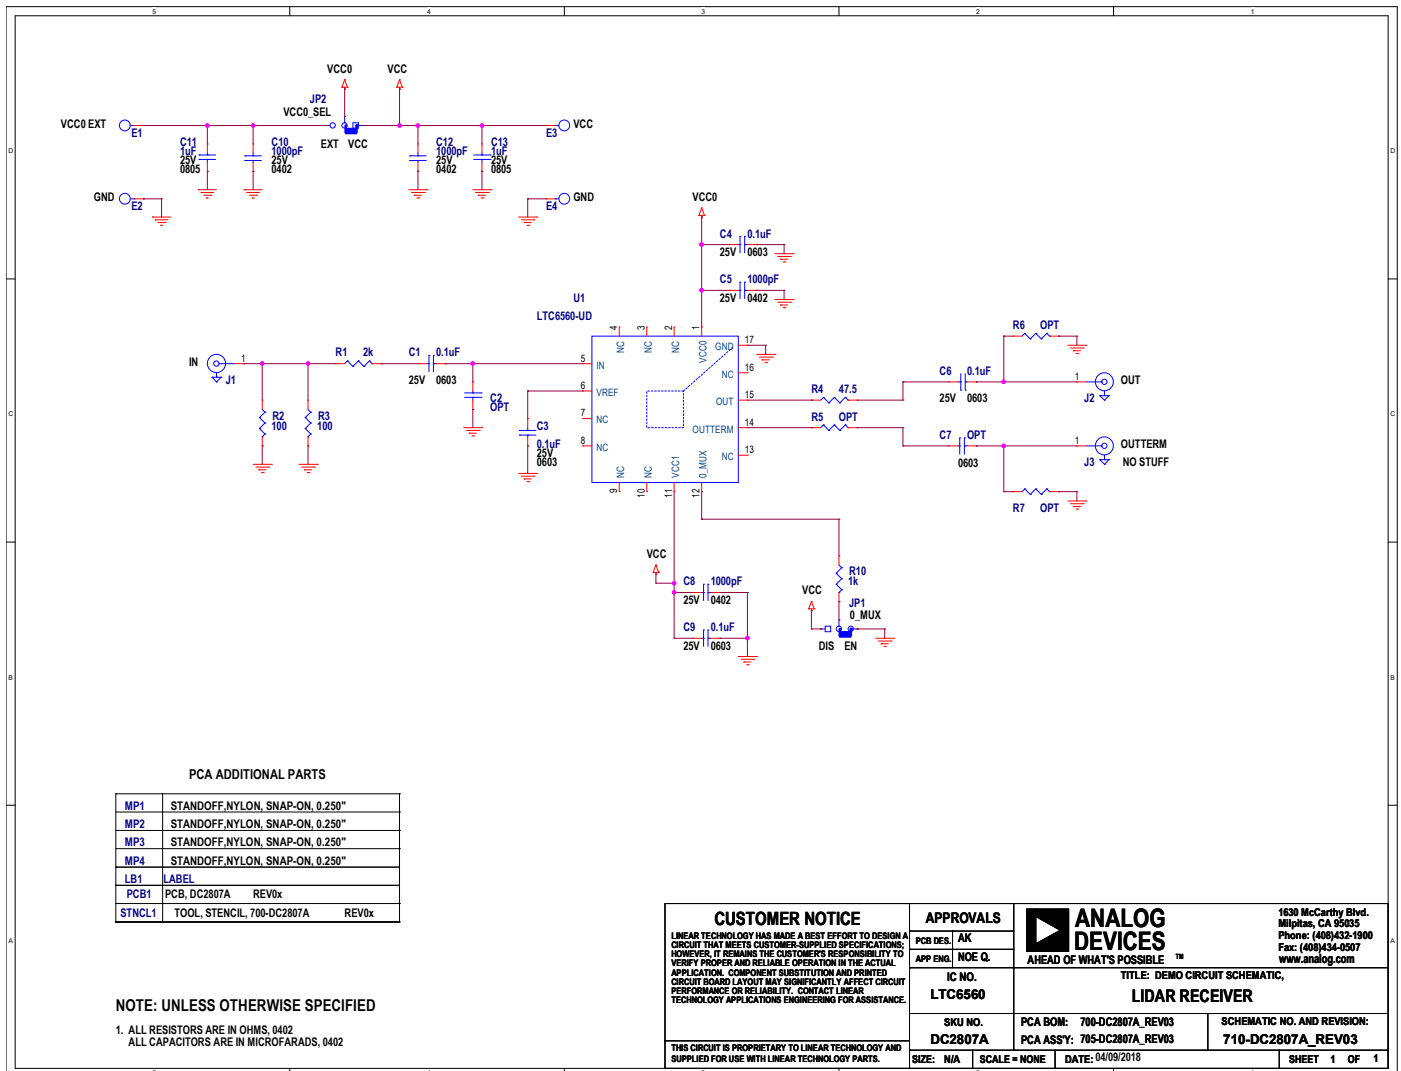 5 4 3 2 1
VCC0 VCC
JP2
VCC0_SEL
VCC0 EXT E1 E3 VCC
EXT VCC
C11
1uF
25V
0805
C10
1000pF
25V
0402
C12
1000pF
25V
0402
C13
1uF
25V
0805
D D
GND E2 E4 GND
VCC0
C4 0.1uF
25V 0603
C5 1000pF
25V 0402
U1
LTC6560-UD
4 3 2 1
NC NC NC VCC0
IN 1 J1
R1 2k
C1 0.1uF
25V 0603
R2
100
R3
100
C2
OPT
C3
0.1uF
25V
0603
5 IN
6 VREF
7 NC
8 NC
GND 17
NC 16
OUT 15
OUTTERM 14
NC 13
NC NC VCC1 0_MUX
9 10 11 12
R4 47.5
R5 OPT
R6 OPT
C6 0.1uF
25V 0603
1 OUT
J2
C7 OPT
0603
1 OUTTERM
J3 NO STUFF
R7 OPT
C C
VCC
C8 1000pF
25V 0402
C9 0.1uF
25V 0603
R10
1k
VCC
JP1
0_MUX
DIS EN
B B
PCA ADDITIONAL PARTS
MP1 STANDOFF,NYLON, SNAP-ON, 0.250"
MP2 STANDOFF,NYLON, SNAP-ON, 0.250"
MP3 STANDOFF,NYLON, SNAP-ON, 0.250"
MP4 STANDOFF,NYLON, SNAP-ON, 0.250"
LB1 LABEL
PCB1 PCB, DC2807A REV0x
STNCL1 TOOL, STENCIL, 700-DC2807A REV0x
A A
NOTE: UNLESS OTHERWISE SPECIFIED
1. ALL RESISTORS ARE IN OHMS, 0402
ALL CAPACITORS ARE IN MICROFARADS, 0402
CUSTOMER NOTICE
LINEAR TECHNOLOGY HAS MADE A BEST EFFORT TO DESIGN A
CIRCUIT THAT MEETS CUSTOMER-SUPPLIED SPECIFICATIONS;
HOWEVER, IT REMAINS THE CUSTOMER'S RESPONSIBILITY TO
VERIFY PROPER AND RELIABLE OPERATION IN THE ACTUAL
APPLICATION. COMPONENT SUBSTITUTION AND PRINTED
CIRCUIT BOARD LAYOUT MAY SIGNIFICANTLY AFFECT CIRCUIT
PERFORMANCE OR RELIABILITY. CONTACT LINEAR
TECHNOLOGY APPLICATIONS ENGINEERING FOR ASSISTANCE.
THIS CIRCUIT IS PROPRIETARY TO LINEAR TECHNOLOGY AND
SUPPLIED FOR USE WITH LINEAR TECHNOLOGY PARTS.
APPROVALS
PCB DES. AK
APP ENG. NOE Q.
IC NO.
LTC6560
SKU NO.
DC2807A
SIZE: N/A SCALE = NONE DATE: 04/09/2018 SHEET 1 OF 1
ANALOG
DEVICES
AHEAD OF WHAT'S POSSIBLE TM
1630 McCarthy Blvd.
Milpitas, CA 95035
Phone: (408)432-1900
Fax: (408)434-0507
www.analog.com
TITLE: DEMO CIRCUIT SCHEMATIC,
LIDAR RECEIVER
PCA BOM: 700-DC2807A_REV03
PCA ASS'Y: 705-DC2807A_REV03
SCHEMATIC NO. AND REVISION:
710-DC2807A_REV03